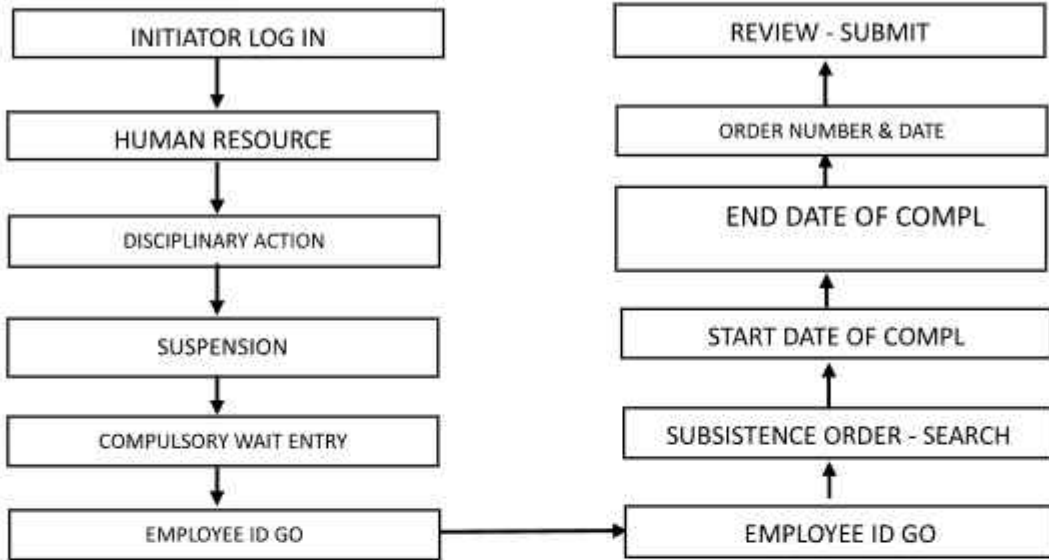 INITIATOR LOG IN
HUMAN RESOURCE
DISCIPLINARY ACTION
SUSPENSION
COMPULSORY WAIT ENTRY
EMPLOYEE ID GO
EMPLOYEE ID GO
SUBSISTENCE ORDER - SEARCH
START DATE OF COMPL
END DATE OF COMPL
ORDER NUMBER & DATE
REVIEW - SUBMIT